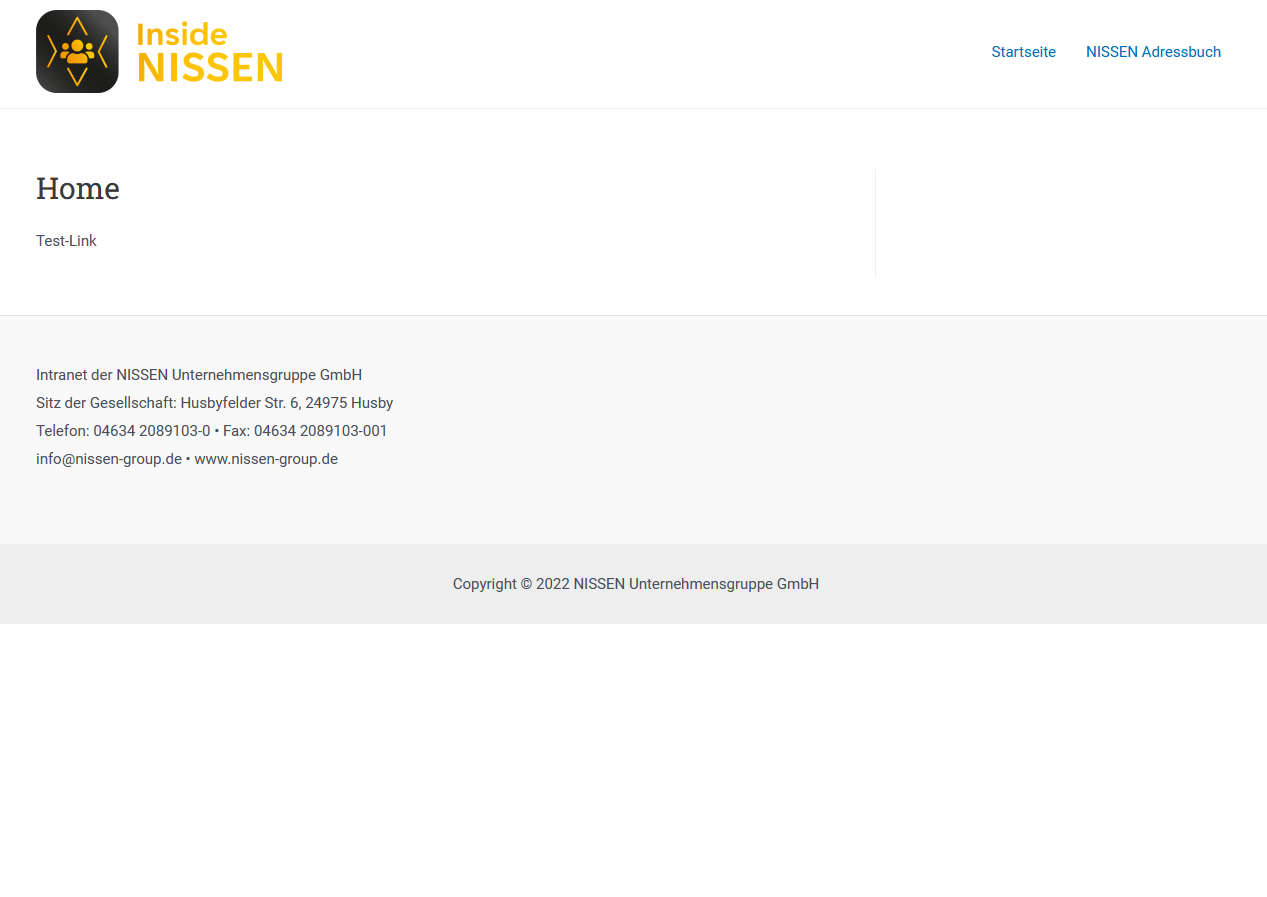 Inside
NISSEN
Startseite
NISSEN Adressbuch
Home
Test-Link
Intranet der NISSEN Unternehmensgruppe GmbH
Sitz der Gesellschaft: Husbyfelder Str. 6, 24975 Husby
Telefon: 04634 2089103-0 • Fax: 04634 2089103-001
info@nissen-group.de • www.nissen-group.de
Copyright © 2022 NISSEN Unternehmensgruppe GmbH